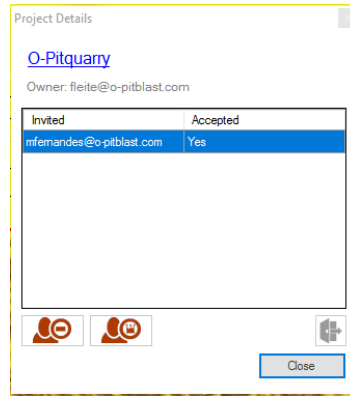 Project Details
O-Pitquarry
Owner: fleite@o-pitblast.com
Invited Accepted
mfernandes@o-pitblast.com Yes
Close